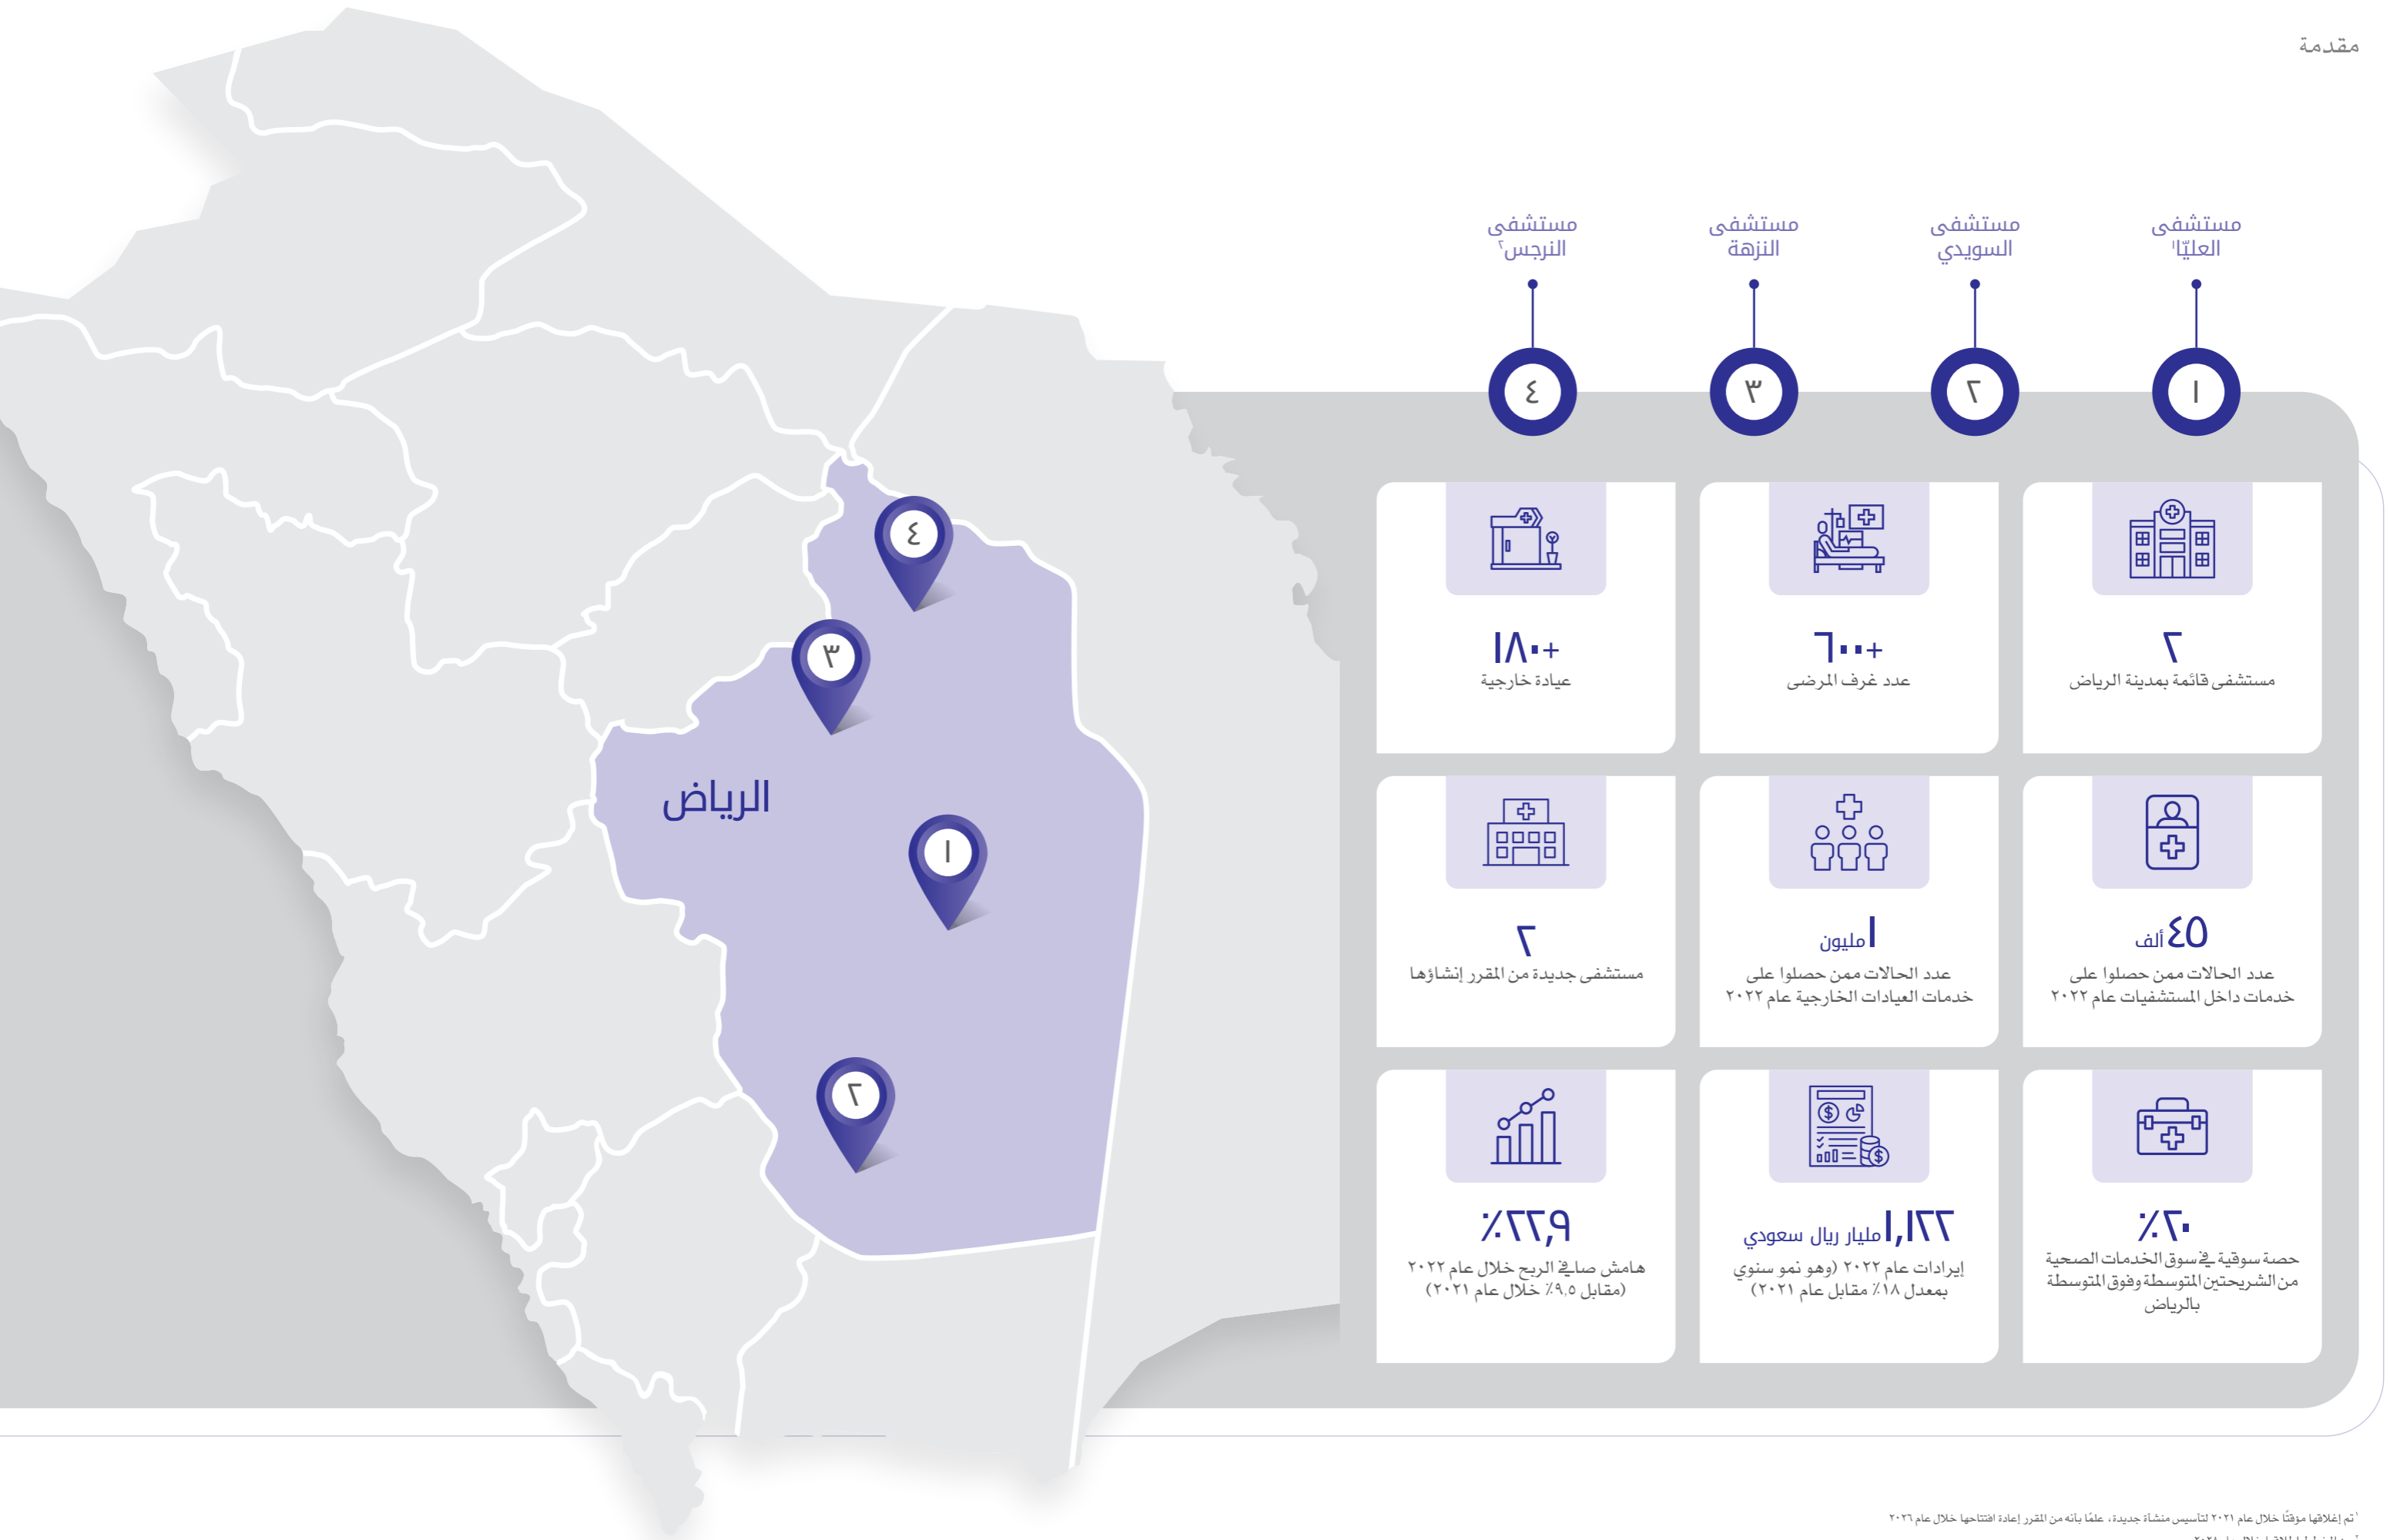 مقدمة
مستشفى
العليّا١
مستشفى
السويدي
مستشفى
النزهة
مستشفى
النرجس٢
١
٢
٣
٤
٢
مستشفى قائمة بمدينة الرياض
+٦٠٠
عدد غرف المرضى
+١٨٠
عيادة خارجية
٤٥ ألف
عدد الحالات ممن حصلوا على
خدمات داخل المستشفيات عام ٢٠٢٢
١ مليون
عدد الحالات ممن حصلوا على
خدمات العيادات الخارجية عام ٢٠٢٢
٢
مستشفى جديدة من المقرر إنشاؤها
٢٠٪
حصة سوقية في سوق الخدمات الصحية
من الشريحتين المتوسطة وفوق المتوسطة
بالرياض
١,١٢٢ مليار ريال سعودي
إيرادات عام ٢٠٢٢ (وهو نمو سنوي
بمعدل ١٨٪ مقابل عام ٢٠٢١)
٢٢,٩٪
هامش صافي الربح خلال عام ٢٠٢٢
(مقابل ٩,٥٪ خلال عام ٢٠٢١)
٤
٣
الرياض
١
٢
١ تم إغلاقها مؤقتًا خلال عام ٢٠٢١ لتأسيس منشأة جديدة، علمًا بأنه من المقرر إعادة افتتاحها خلال عام ٢٠٢٦